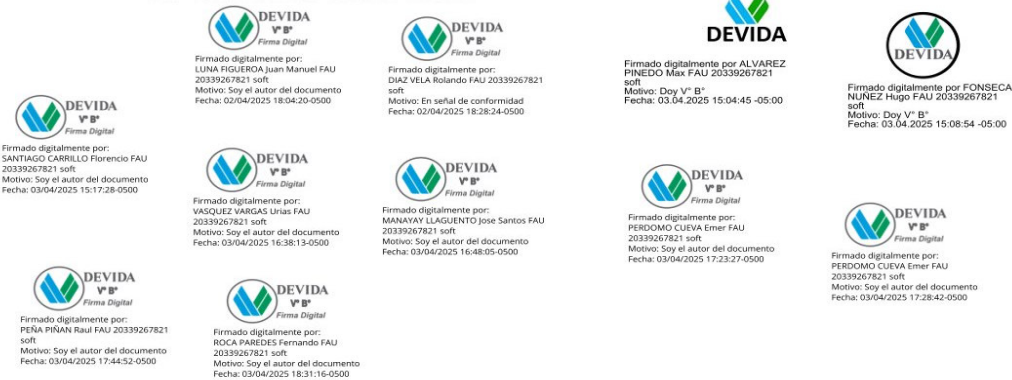 DEVIDA
V° B°
Firma Digital
Firmado digitalmente por:
LUNA FIGUEROA Juan Manuel FAU
20339267821 soft
Motivo: Soy el autor del documento
Fecha: 02/04/2025 18:04:20-0500
DEVIDA
V° B°
Firma Digital
Firmado digitalmente por:
DIAZ VELA Rolando FAU 20339267821
soft
Motivo: En señal de conformidad
Fecha: 02/04/2025 18:28:24-0500
DEVIDA
Firmado digitalmente por ALVAREZ
PINEDO Max FAU 20339267821
soft
Motivo: Doy V° B°
Fecha: 03.04.2025 15:04:45 -05:00
DEVIDA
Firmado digitalmente por FONSECA
NUÑEZ Hugo FAU 20339267821
soft
Motivo: Doy V° B°
Fecha: 03.04.2025 15:08:54 -05:00
DEVIDA
V° B°
Firma Digital
Firmado digitalmente por:
SANTIAGO CARRILLO Florencio FAU
20339267821 soft
Motivo: Soy el autor del documento
Fecha: 03/04/2025 15:17:28-0500
DEVIDA
V° B°
Firma Digital
Firmado digitalmente por:
VASQUEZ VARGAS Urias FAU
20339267821 soft
Motivo: Soy el autor del documento
Fecha: 03/04/2025 16:38:13-0500
DEVIDA
V° B°
Firma Digital
Firmado digitalmente por:
MANAYAY LLAGUENTO Jose Santos FAU
20339267821 soft
Motivo: Soy el autor del documento
Fecha: 03/04/2025 16:48:05-0500
DEVIDA
V° B°
Firma Digital
Firmado digitalmente por:
PERDOMO CUEVA Emer FAU
20339267821 soft
Motivo: Soy el autor del documento
Fecha: 03/04/2025 17:23:27-0500
DEVIDA
V° B°
Firma Digital
Firmado digitalmente por:
PERDOMO CUEVA Emer FAU
20339267821 soft
Motivo: Soy el autor del documento
Fecha: 03/04/2025 17:28:42-0500
DEVIDA
V° B°
Firma Digital
Firmado digitalmente por:
PEÑA PIÑAN Raul FAU 20339267821
soft
Motivo: Soy el autor del documento
Fecha: 03/04/2025 17:44:52-0500
DEVIDA
V° B°
Firma Digital
Firmado digitalmente por:
ROCA PAREDES Fernando FAU
20339267821 soft
Motivo: Soy el autor del documento
Fecha: 03/04/2025 18:31:16-0500